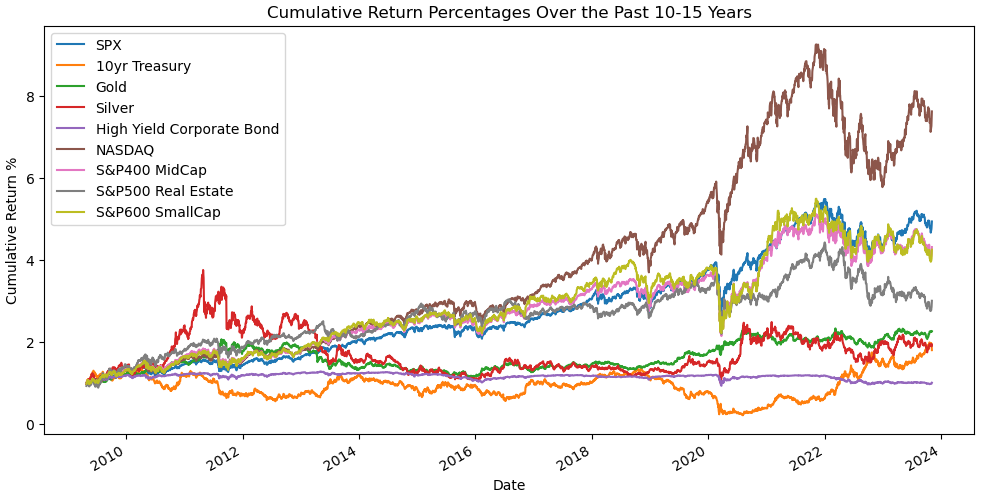 Cumulative Return Percentages Over the Past 10-15 Years
SPX
10yr Treasury
Gold
Silver
High Yield Corporate Bond
NASDAQ
S&P400 MidCap
S&P500 Real Estate
S&P600 SmallCap
Cumulative Return %
8
6
4
2
0
2010
2012
2014
2016
2018
2020
2022
2024
Date